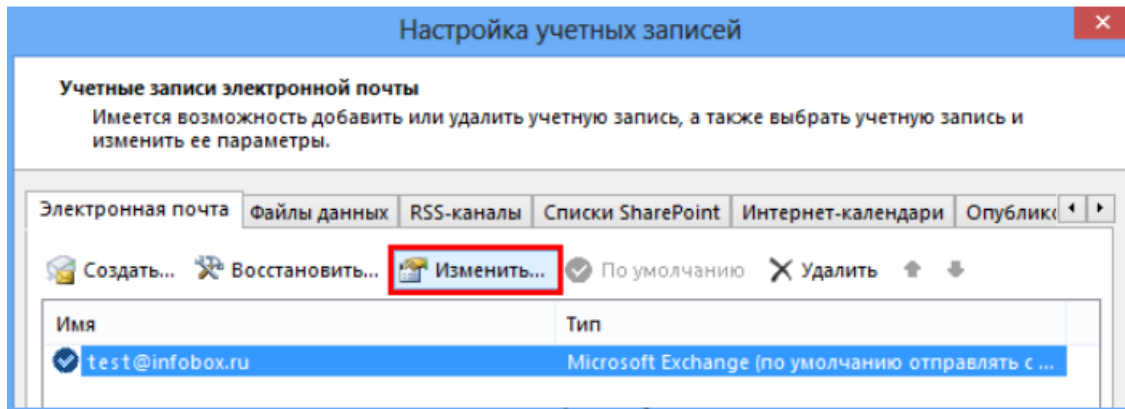 Настройка учетных записей
Учетные записи электронной почты
Имеется возможность добавить или удалить учетную запись, а также выбрать учетную запись и
изменить ее параметры.
Электронная почта Файлы данных RSS-каналы Списки SharePoint Интернет-календари Опублико
Создать... Восстановить... Изменить... По умолчанию Удалить
Имя Тип
test@infobox.ru Microsoft Exchange (по умолчанию отправлять с ...